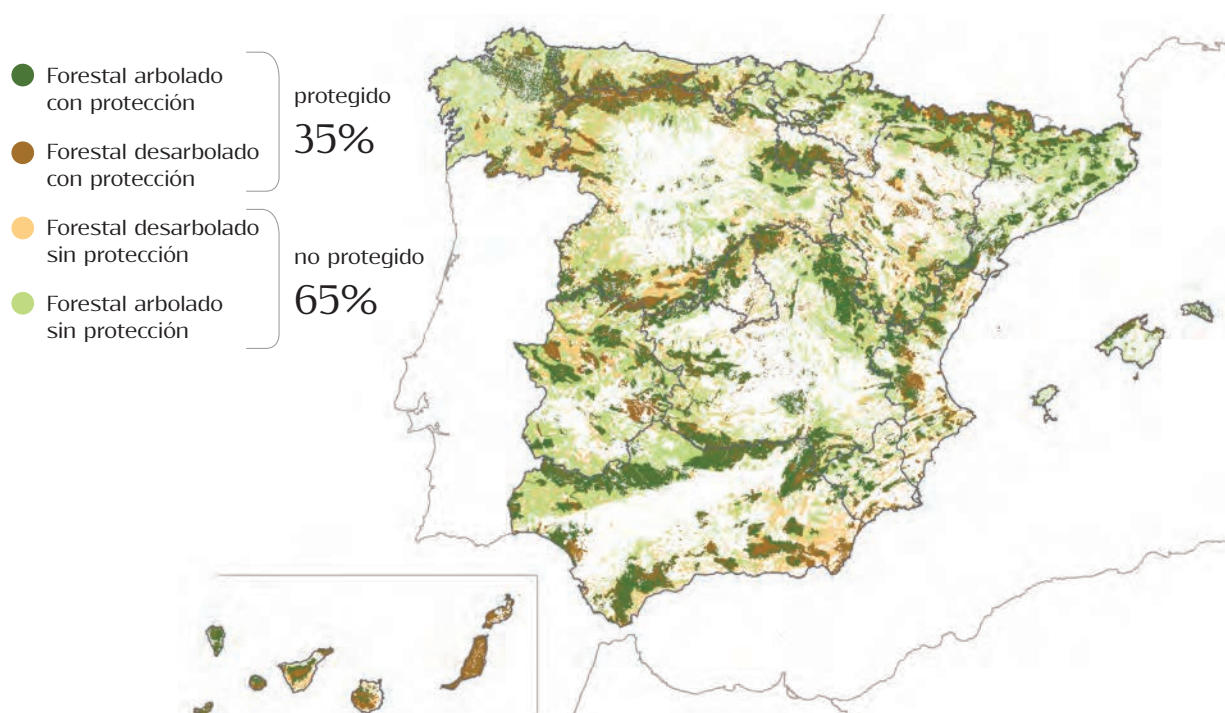 Forestal arbolado
con protección
Forestal desarbolado
con protección
protegido
35%
Forestal desarbolado
sin protección
Forestal arbolado
sin protección
no protegido
65%